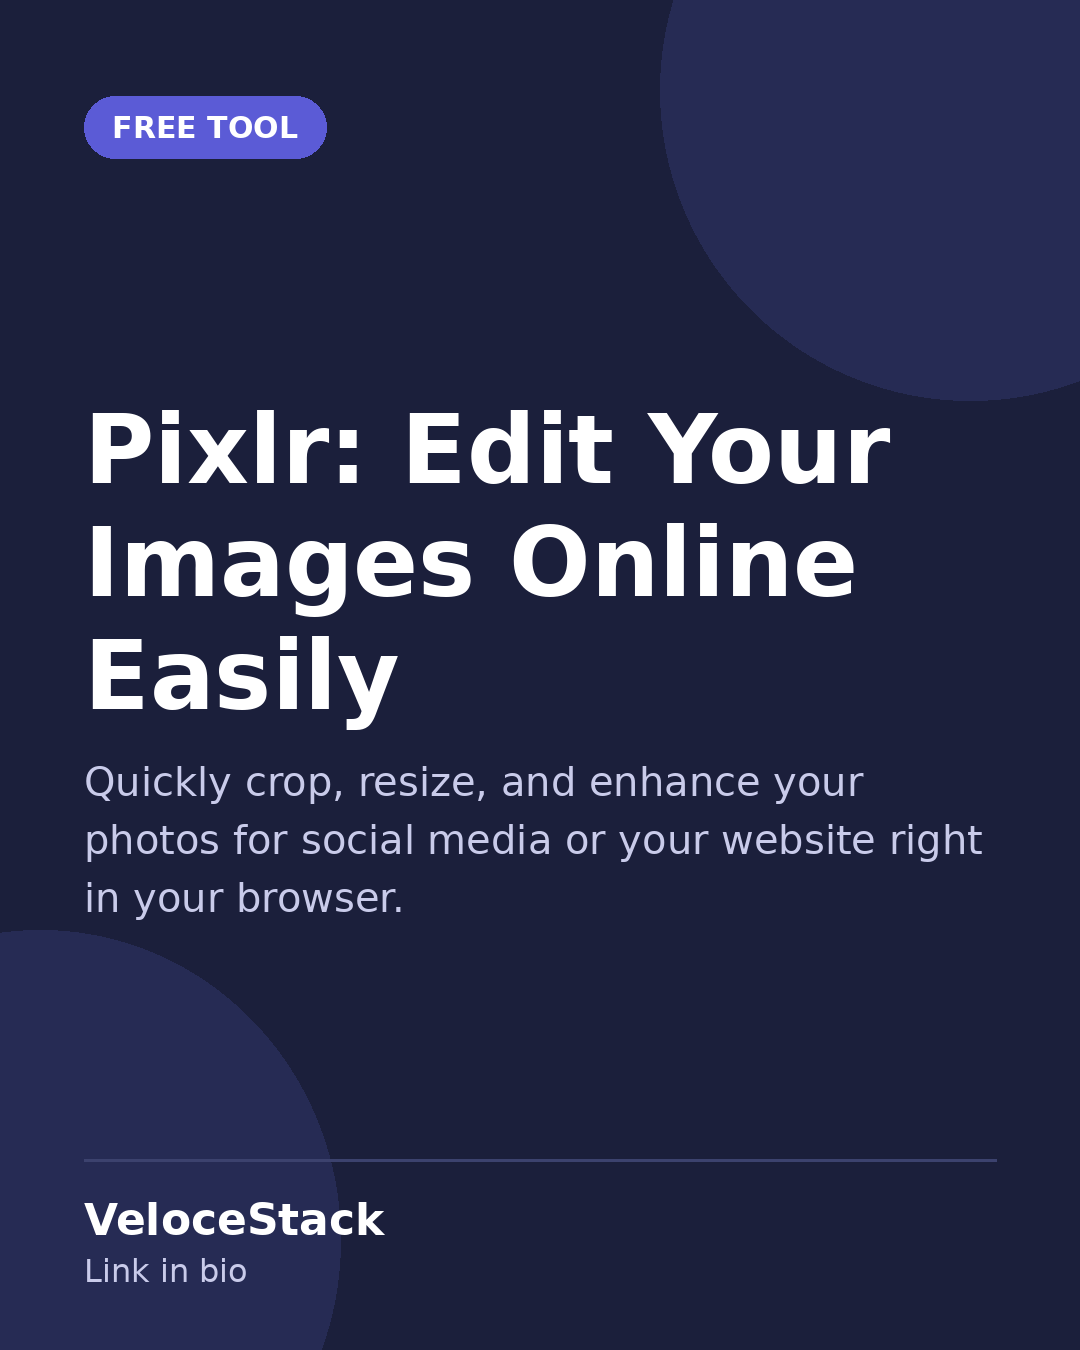 FREE TOOL
Pixlr: Edit Your
Images Online
Easily
Quickly crop, resize, and enhance your
photos for social media or your website right
in your browser.
VeloceStack
Link in bio